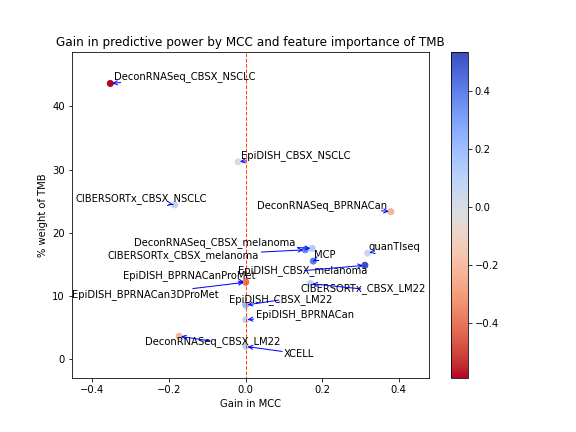 Gain in predictive power by MCC and feature importance of TMB
DeconRNASeq_CBSX_NSCLC
EpiDISH_CBSX_NSCLC
CIBERSORTx_CBSX_NSCLC
DeconRNASeq_BPRNACan
DeconRNASeq_CBSX_melanoma
quanTIseq
CIBERSORTx_CBSX_melanoma
MCP
EpiDISH_CBSX_melanoma
EpiDISH_BPRNACanProMet
CIBERSORTx_CBSX_LM22
EpiDISH_BPRNACan3DProMet
EpiDISH_CBSX_LM22
EpiDISH_BPRNACan
DeconRNASeq_CBSX_LM22
XCELL
% weight of TMB
40
30
20
10
0
−0.4
−0.2
0.0
0.2
0.4
Gain in MCC
0.4
0.2
0.0
−0.2
−0.4